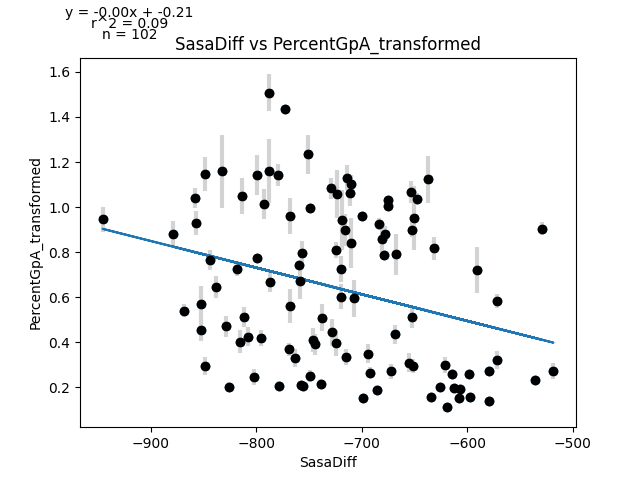 y = -0.00x + -0.21
r^2 = 0.09
n = 102
SasaDiff vs PercentGpA_transformed
PercentGpA_transformed
1.6
1.4
1.2
1.0
0.8
0.6
0.4
0.2
−900
−800
−700
−600
−500
SasaDiff